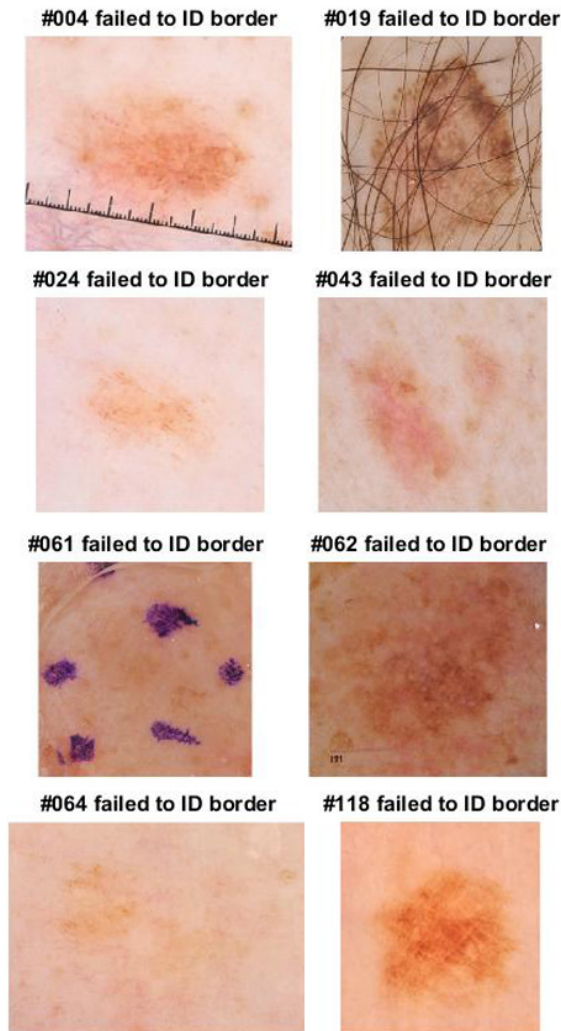 #004 failed to ID border
#019 failed to ID border
#024 failed to ID border
#043 failed to ID border
#061 failed to ID border
#062 failed to ID border
#064 failed to ID border
#118 failed to ID border